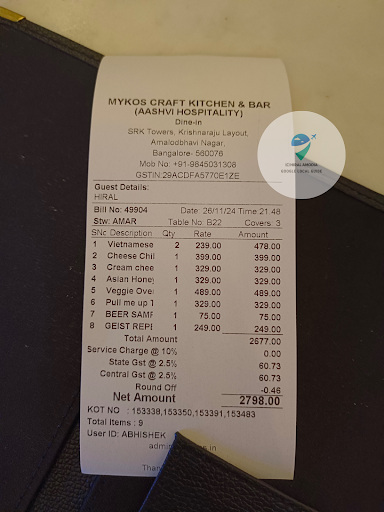 MYKOS CRAFT KITCHEN & BAR
(AASHVI HOSPITALITY)
Dine-in
SRK Towers, Krishnaraju Layout,
Amalodbhavi Nagar,
Bangalore- 560076
Mob No: +91-9845031308
GSTIN:29ACDFA5770E1ZE
Guest Details:
HIRAL
Bill No: 49904 Date: 26/11/24 Time 21:48
Stw: AMAR Table No: B22 Covers: 3
SNo Description Qty Rate Amount
1 Vietnamese 2 239.00 478.00
2 Cheese Chil 1 399.00 399.00
3 Cream chee 1 329.00 329.00
4 Asian Hone 1 329.00 329.00
5 Veggie Ove 1 489.00 489.00
6 Pull me up 1 329.00 329.00
7 BEER SAMF 1 75.00 75.00
8 GEIST REPI 1 249.00 249.00
Total Amount 2677.00
Service Charge @ 10% 0.00
State Gst @ 2.5% 60.73
Central Gst @ 2.5% 60.73
Round Off -0.46
Net Amount 2798.00
KOT NO : 153338,153350,153391,153483
Total Items : 9
User ID: ABHISHEK
GOOGLE LOCAL GUIDE